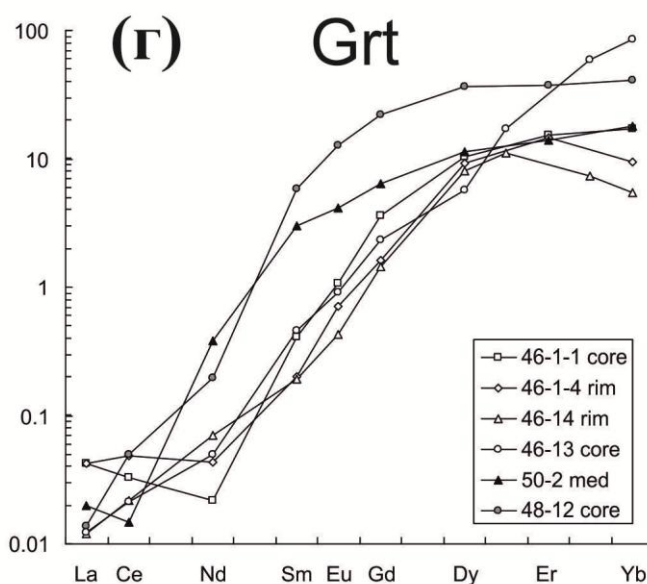 (г) Grt
100
10
1
0.1
0.01
46-1-1 core
46-1-4 rim
46-14 rim
46-13 core
50-2 med
48-12 core
La Ce Nd Sm Eu Gd Dy Er Yb